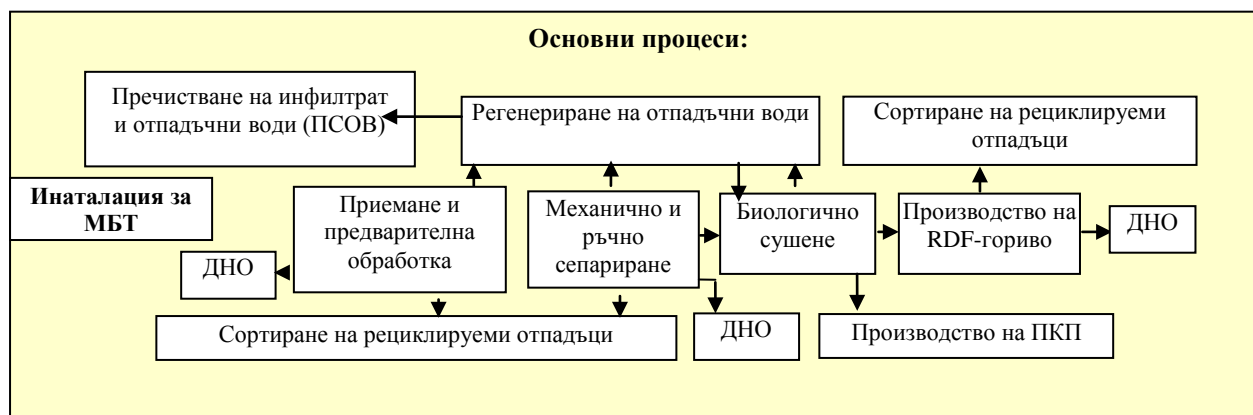 Основни процеси:
Пречистване на инфилтрат
и отпадъчни води (ПСОВ)
Регенериране на отпадъчни води
Сортиране на рециклируеми
отпадъци
Инаталация за
МБТ
Приемане и
предварителна
обработка
Механично и
ръчно
сепариране
Биологично
сушене
Производство на
RDF-гориво
ДНО
ДНО
Сортиране на рециклируеми отпадъци
ДНО
Производство на ПКП